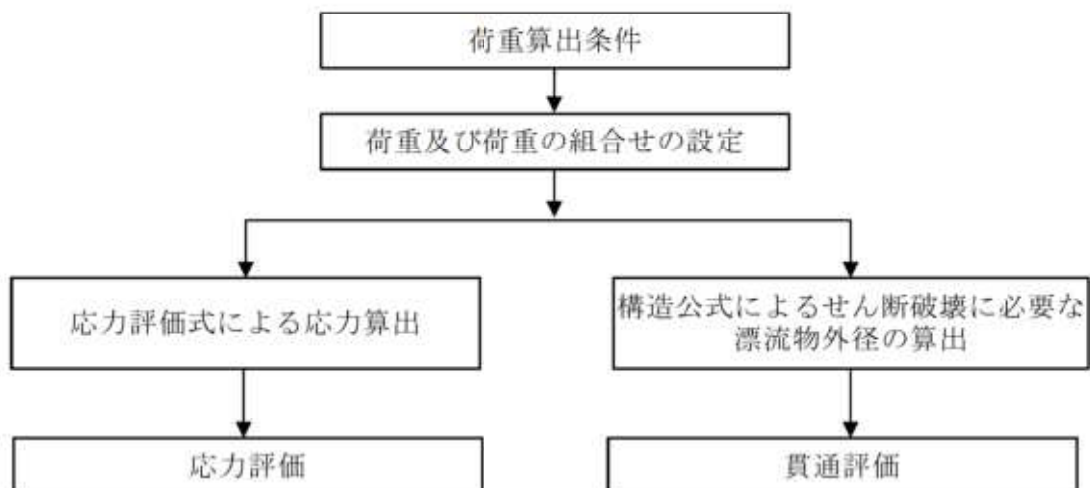 荷重算出条件
荷重及び荷重の組合せの設定
応力評価式による応力算出
構造公式によるせん断破壊に必要な
漂流物外径の算出
応力評価
貫通評価